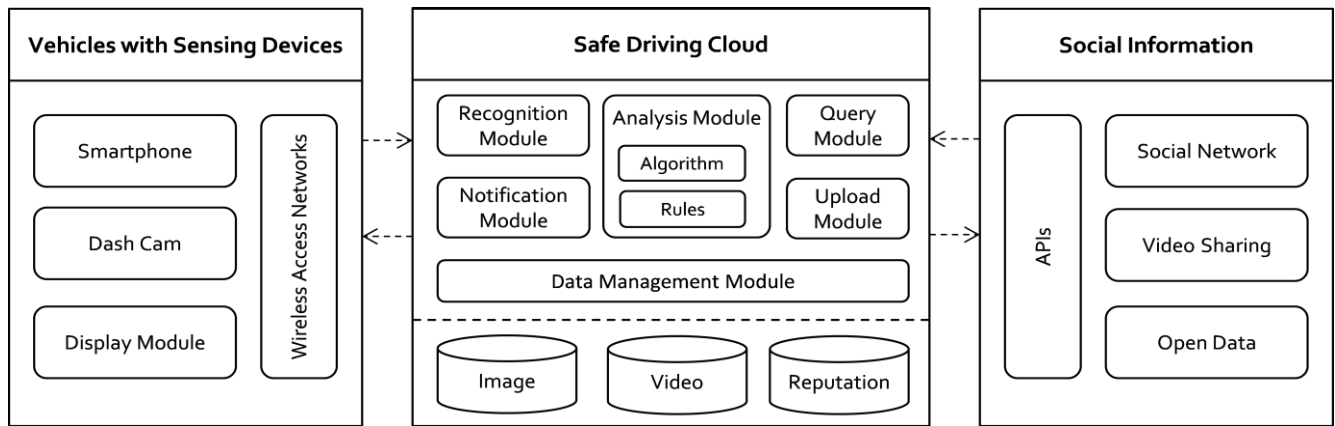 Vehicles with Sensing Devices
Smartphone
Dash Cam
Display Module
Wireless Access Networks
Safe Driving Cloud
Recognition
Module
Notification
Module
Analysis Module
Algorithm
Rules
Query
Module
Upload
Module
Data Management Module
Image
Video
Reputation
Social Information
APIs
Social Network
Video Sharing
Open Data